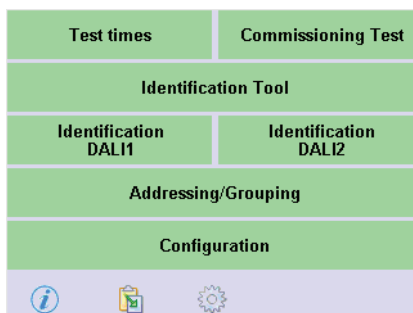 Test times
Commissioning Test
Identification Tool
Identification
DALI1
Identification
DALI2
Addressing/Grouping
Configuration
i